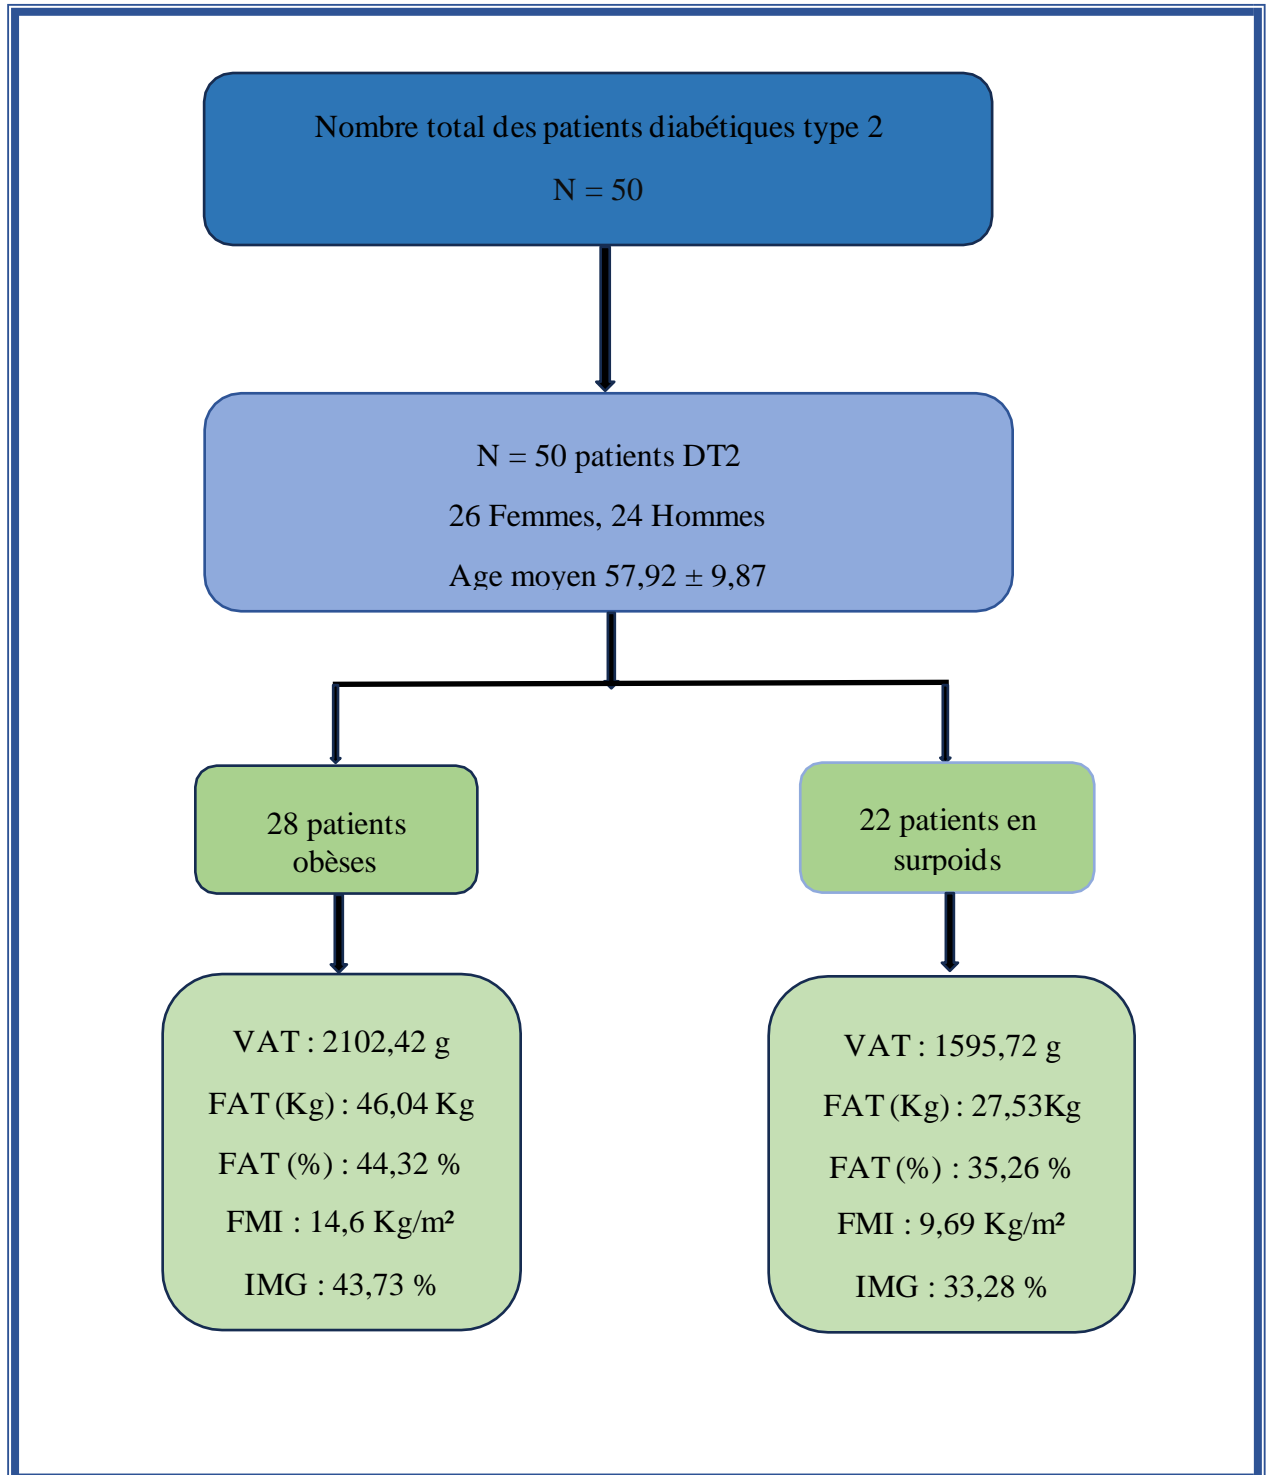 Nombre total des patients diabétiques type 2
N = 50
N = 50 patients DT2
26 Femmes, 24 Hommes
Age moyen 57,92 ± 9,87
28 patients
obèses
22 patients en
surpoids
VAT : 2102,42 g
FAT (Kg) : 46,04 Kg
FAT (%) : 44,32 %
FMI : 14,6 Kg/m²
IMG : 43,73 %
VAT : 1595,72 g
FAT (Kg) : 27,53Kg
FAT (%) : 35,26 %
FMI : 9,69 Kg/m²
IMG : 33,28 %